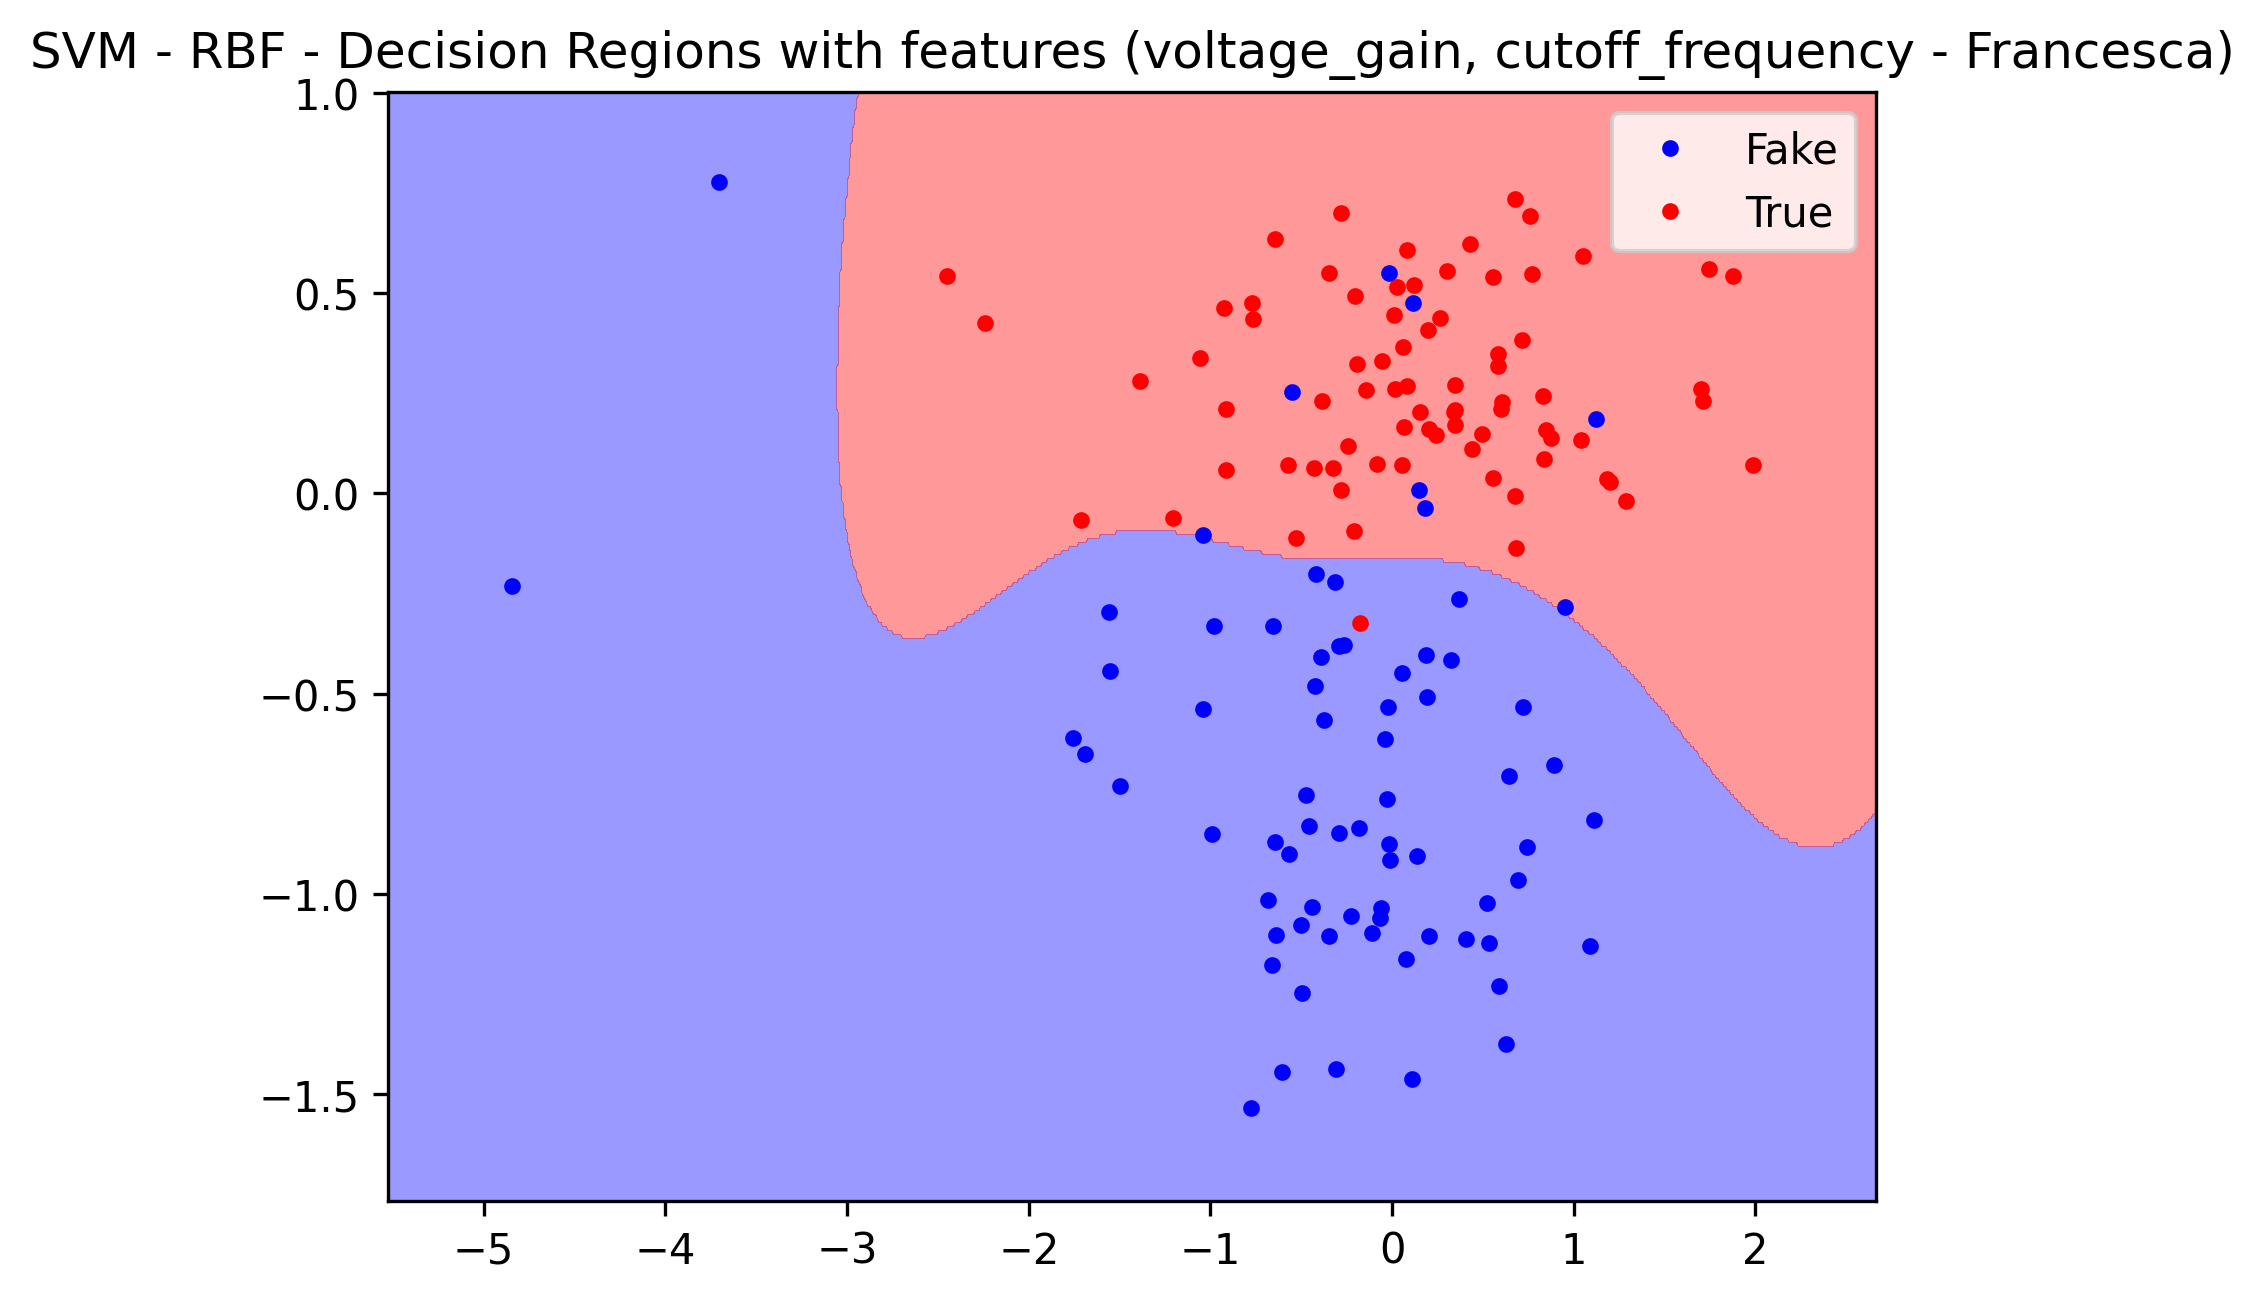 SVM - RBF - Decision Regions with features (voltage_gain, cutoff_frequency - Francesca)
1.0
0.5
0.0
−0.5
−1.0
−1.5
Fake
True
−5 −4 −3 −2 −1 0 1 2